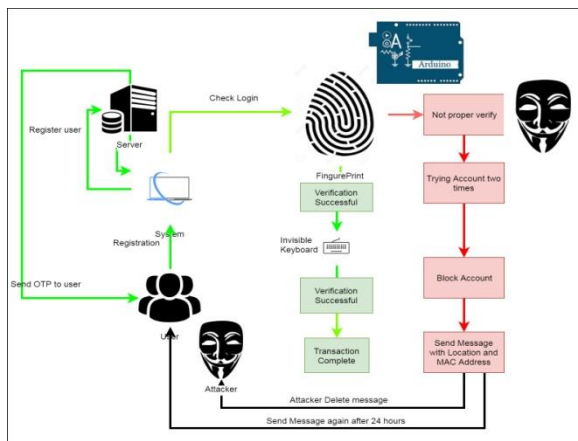 Arduino
Check Login
Not proper verify
Register user
Server
FingurePrint
Verification
Successful
Trying Account two
times
System
Registration
Invisible
Keyboard
Send OTP to user
Verification
Successful
Block Account
User
Attacker
Transaction
Complete
Send Message
with Location and
MAC Address
Attacker Delete message
Send Message again after 24 hours